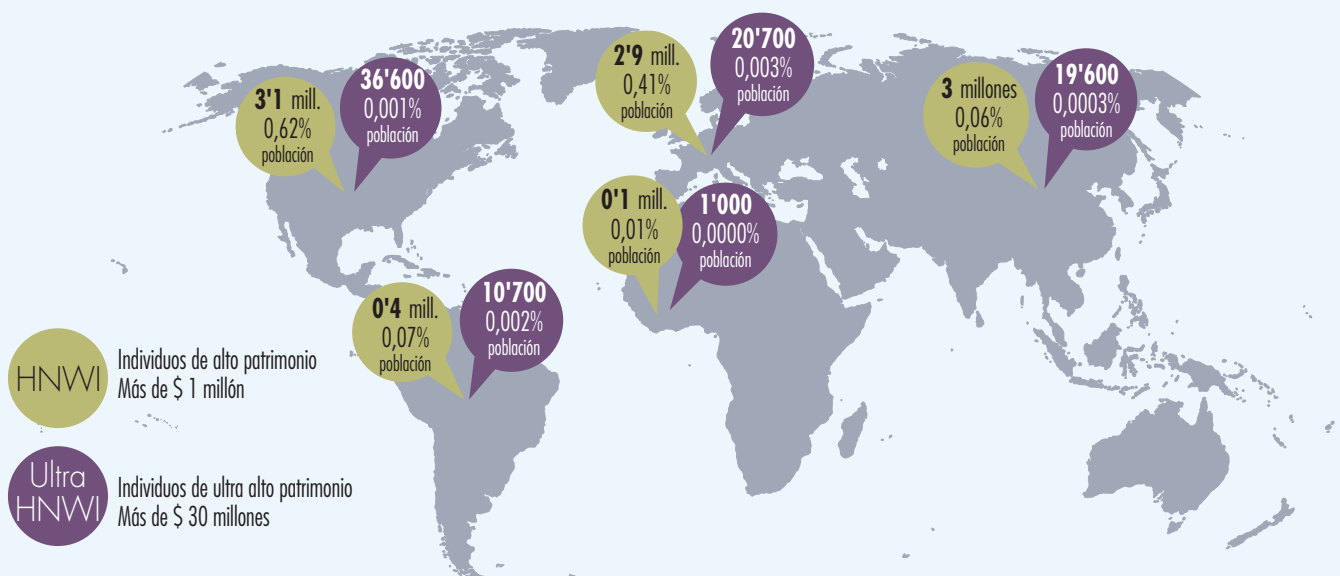 3'1 mill.
0,62%
población
36'600
0,001%
población
2'9 mill.
0,41%
población
20'700
0,003%
población
3 millones
0,06%
población
19'600
0,0003%
población
0'1 mill.
0,01%
población
1'000
0,0000%
población
0'4 mill.
0,07%
población
10'700
0,002%
población
HNWI
Individuos de alto patrimonio
Más de $ 1 millón
Ultra
HNWI
Individuos de ultra alto patrimonio
Más de $ 30 millones